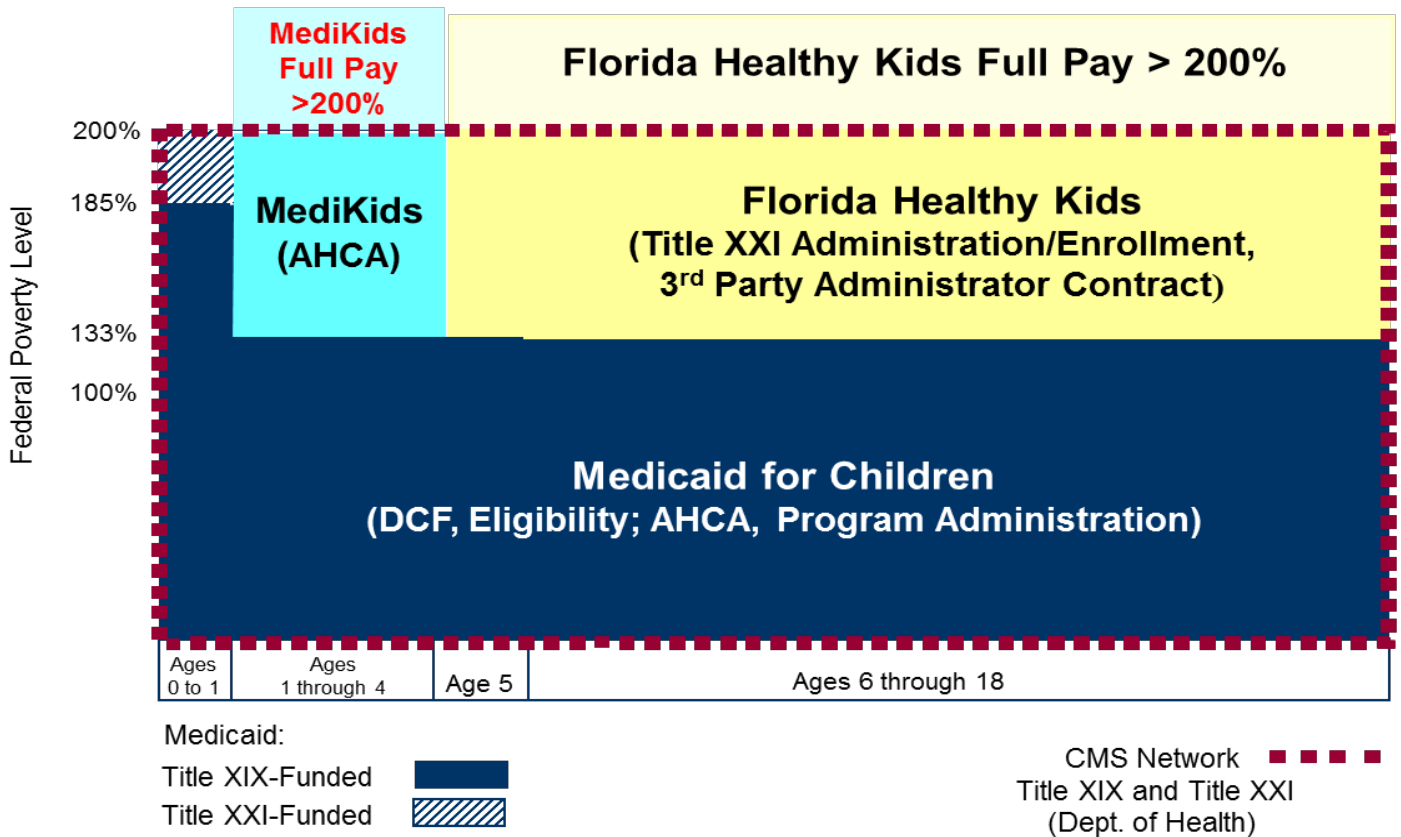 MediKids
Full Pay
>200%
Florida Healthy Kids Full Pay > 200%
200%
185%
133%
100%
Federal Poverty Level
MediKids
(AHCA)
Florida Healthy Kids
(Title XXI Administration/Enrollment,
3rd Party Administrator Contract)
Medicaid for Children
(DCF, Eligibility; AHCA, Program Administration)
Ages
0 to 1
Ages
1 through 4
Age 5
Ages 6 through 18
Medicaid:
Title XIX-Funded
Title XXI-Funded
CMS Network
Title XIX and Title XXI
(Dept. of Health)